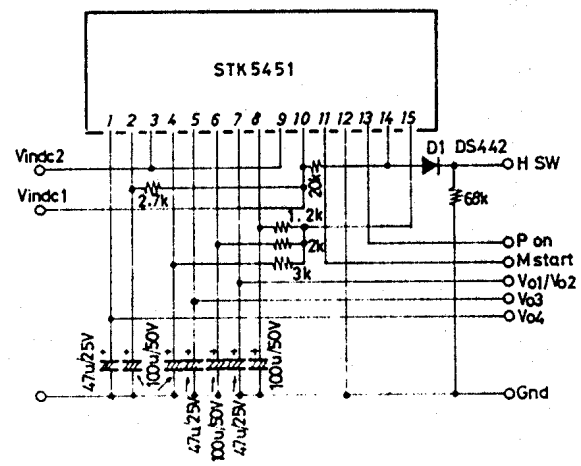 STK5451
1 2 3 4 5 6 7 8 9 10 11 12 13 14 15
D1 DS442
Vindc2
H SW
20k
2.7k
68k
Vindc1
1.2k
2k
P on
3k
M start
Vo1/Vo2
Vo3
Vo4
47u/25V
100u/50V
47u/25V
100u/50V
47u/25V
100u/50V
Gnd